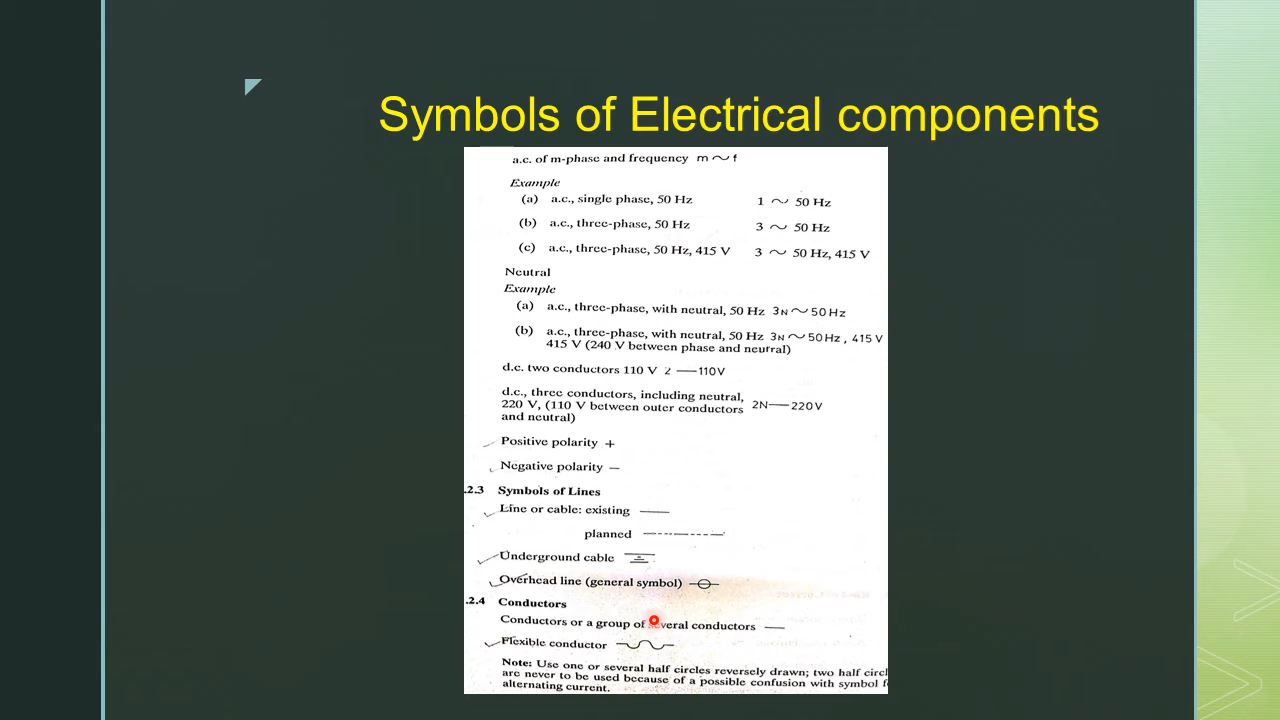 Symbols of Electrical components
a.c. of m-phase and frequency m ~ f
Example
(a) a.c., single phase, 50 Hz 1 ~ 50 Hz
(b) a.c., three-phase, 50 Hz 3 ~ 50 Hz
(c) a.c., three-phase, 50 Hz, 415 V 3 ~ 50 Hz, 415 V
Neutral
Example
(a) a.c., three-phase, with neutral, 50 Hz 3N ~ 50 Hz
(b) a.c., three-phase, with neutral, 50 Hz 3N ~ 50 Hz, 415 V
415 V (240 V between phase and neutral)
d.c. two conductors 110 V 2 — 110 V
d.c., three conductors, including neutral,
220 V, (110 V between outer conductors 2N — 220 V
and neutral)
Positive polarity +
Negative polarity −
.2.3 Symbols of Lines
Line or cable: existing
planned
Underground cable
Overhead line (general symbol)
.2.4 Conductors
Conductors or a group of several conductors
Flexible conductor
Note: Use one or several half circles reversely drawn; two half circl
are never to be used because of a possible confusion with symbol f
alternating current.